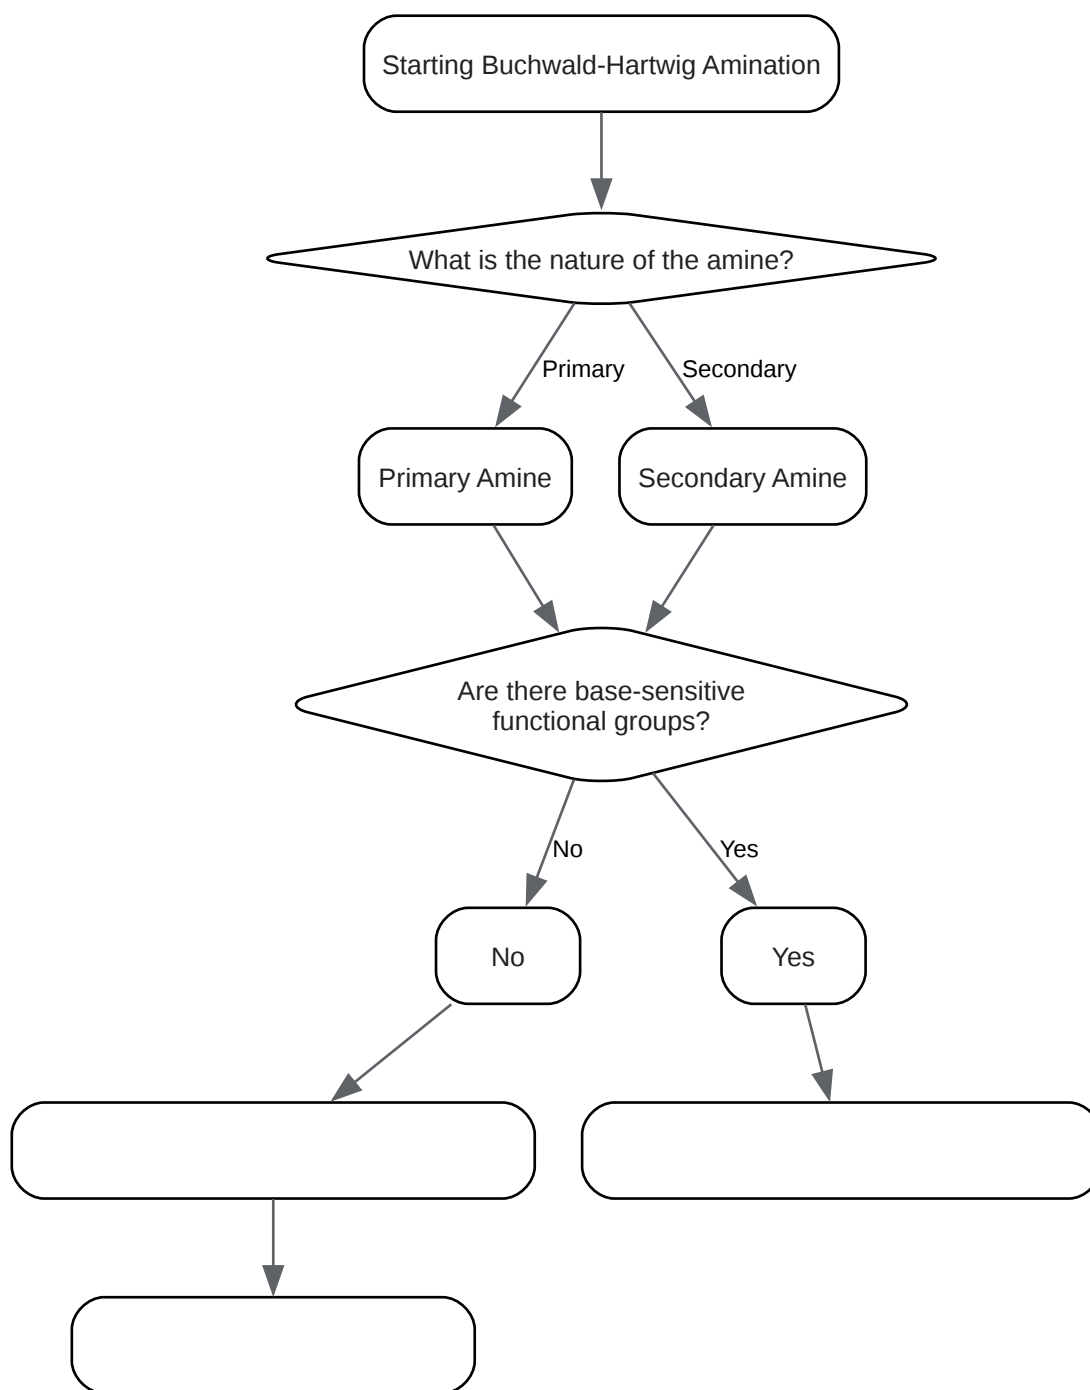 Starting Buchwald-Hartwig Amination
What is the nature of the amine?
Primary
Secondary
Primary Amine
Secondary Amine
Are there base-sensitive
functional groups?
No
Yes
No
Yes